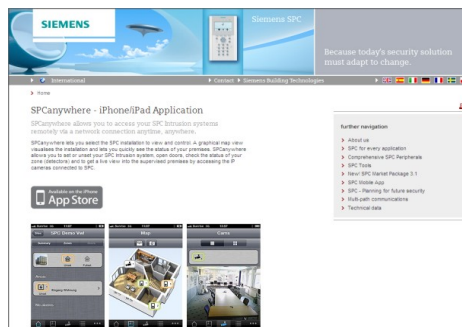 SIEMENS
Siemens SPC
Because today's security solution
must adapt to change.
International
Contact
Siemens Building Technologies
Home
SPCanywhere - iPhone/iPad Application
SPCanywhere allows you to access your SPC Intrusion systems
remotely via a network connection anytime, anywhere.
SPCanywhere lets you select the SPC installation to view and control. A graphical map view
visualises the installation and lets you quickly see the status of your premises. SPCanywhere
allows you to set or unset your SPC Intrusion system, open doors, check the status of your
zone (detectors) and to get a live view into the supervised premises by accessing the IP
cameras connected to SPC.
Available on the iPhone
App Store
further navigation
About us
SPC for every application
Comprehensive SPC Peripherals
SPC Tools
New! SPC Market Package 3.1
SPC Mobile App
SPC - Planning for future security
Multi-path communications
Technical data
SPC Demo Vet
Map
Cams